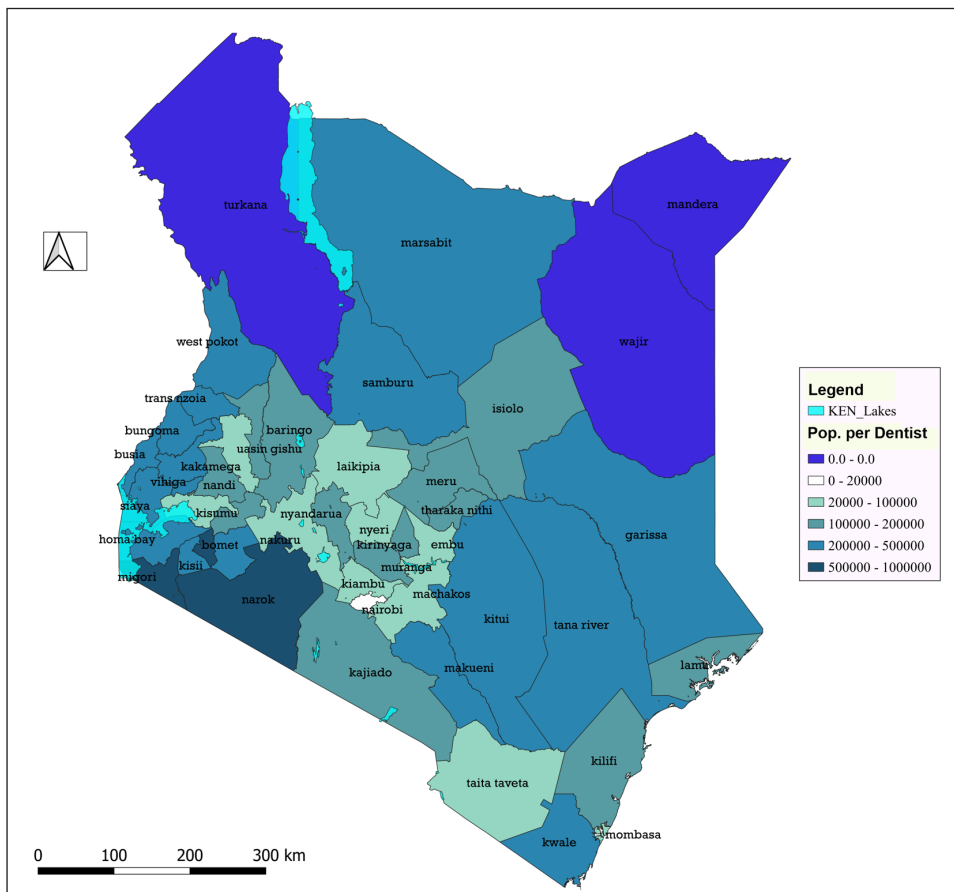 turkana
mandera
marsabit
wajir
west pokot
samburu
isiolo
trans nzoia
baringo
bungoma
uasin gishu
busia
kakamega
laikipia
vihiga
nandi
meru
siaya
kisumu
nyandarua
tharaka nithi
nyeri
garissa
homa bay
bomet
nakuru
kirinyaga
embu
kisii
muranga
migori
kiambu
machakos
narok
nairobi
kitui
tana river
kajiado
makueni
lamu
kilifi
taita taveta
mombasa
kwale
Legend
KEN_Lakes
Pop. per Dentist
0.0 - 0.0
0 - 20000
20000 - 100000
100000 - 200000
200000 - 500000
500000 - 1000000
0 100 200 300 km